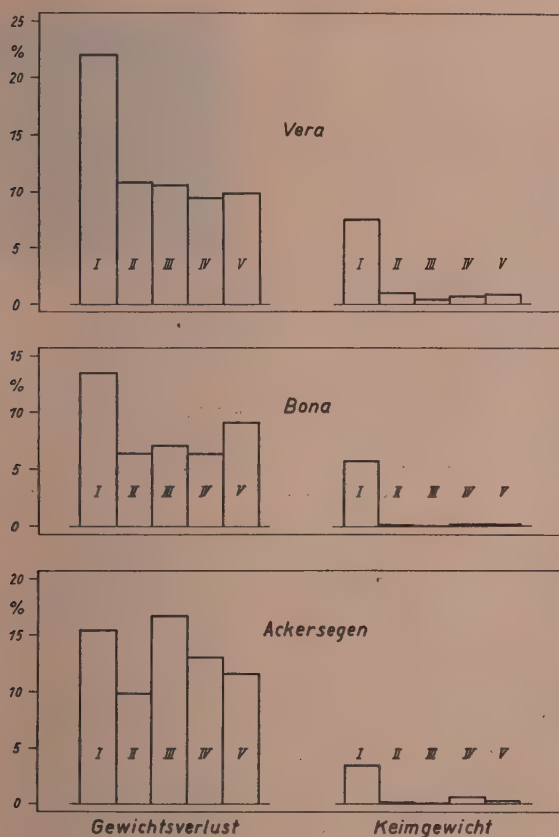 25
%
20
Vera
15
10
5
I II III IV V I II III IV V
0
15
%
10
Bona
5
I II III IV V I II III IV V
0
20
%
15
Ackersegen
10
5
I II III IV V I II III IV V
0
Gewichtsverlust Keimgewicht